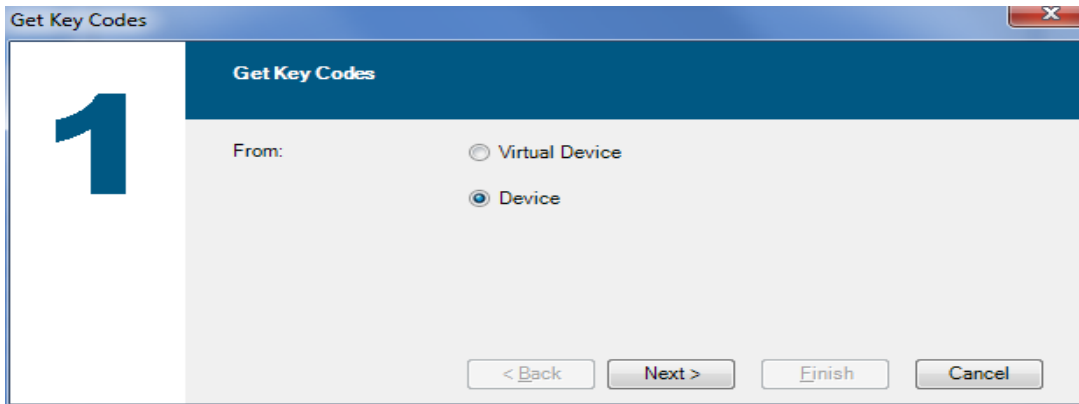 Get Key Codes
x
1
Get Key Codes
From:
Virtual Device
Device
< Back
Next >
Finish
Cancel